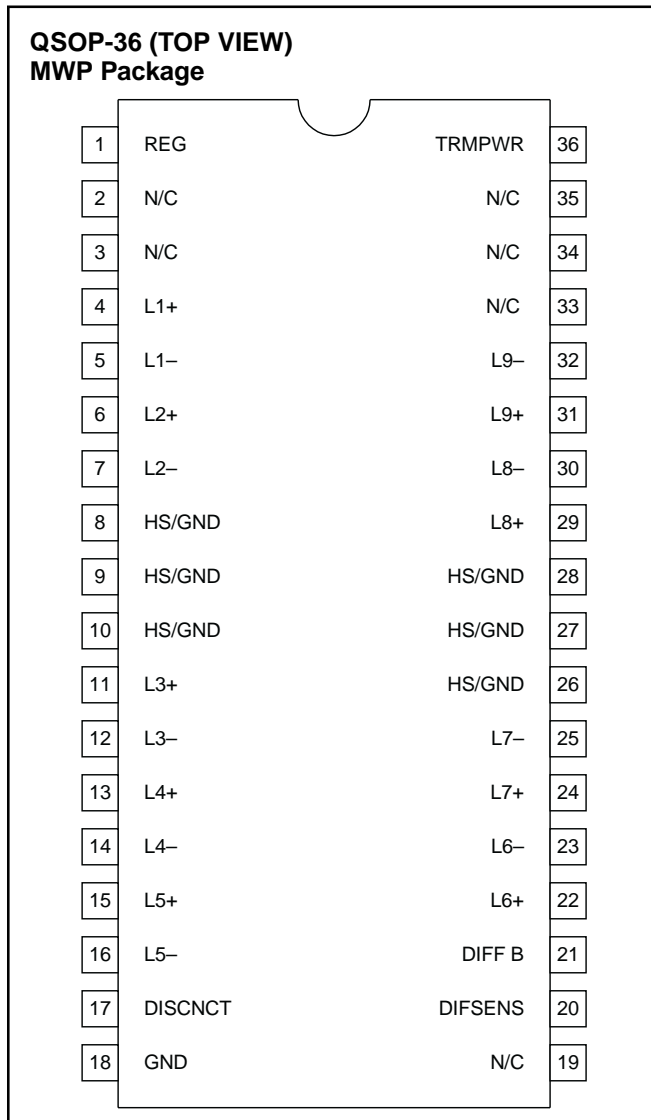 QSOP-36 (TOP VIEW)
MWP Package
1 REG TRMPWR 36
2 N/C N/C 35
3 N/C N/C 34
4 L1+ N/C 33
5 L1– L9– 32
6 L2+ L9+ 31
7 L2– L8– 30
8 HS/GND L8+ 29
9 HS/GND HS/GND 28
10 HS/GND HS/GND 27
11 L3+ HS/GND 26
12 L3– L7– 25
13 L4+ L7+ 24
14 L4– L6– 23
15 L5+ L6+ 22
16 L5– DIFF B 21
17 DISCNCT DIFSENS 20
18 GND N/C 19